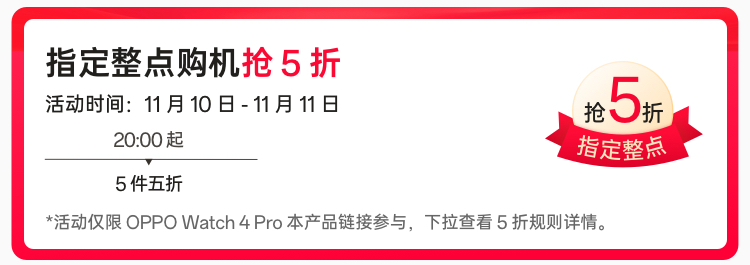 指定整点购机抢 5 折
活动时间：11 月 10 日 - 11 月 11 日
20:00 起
5 件五折
*活动仅限 OPPO Watch 4 Pro 本产品链接参与，下拉查看 5 折规则详情。
抢5折
指定整点